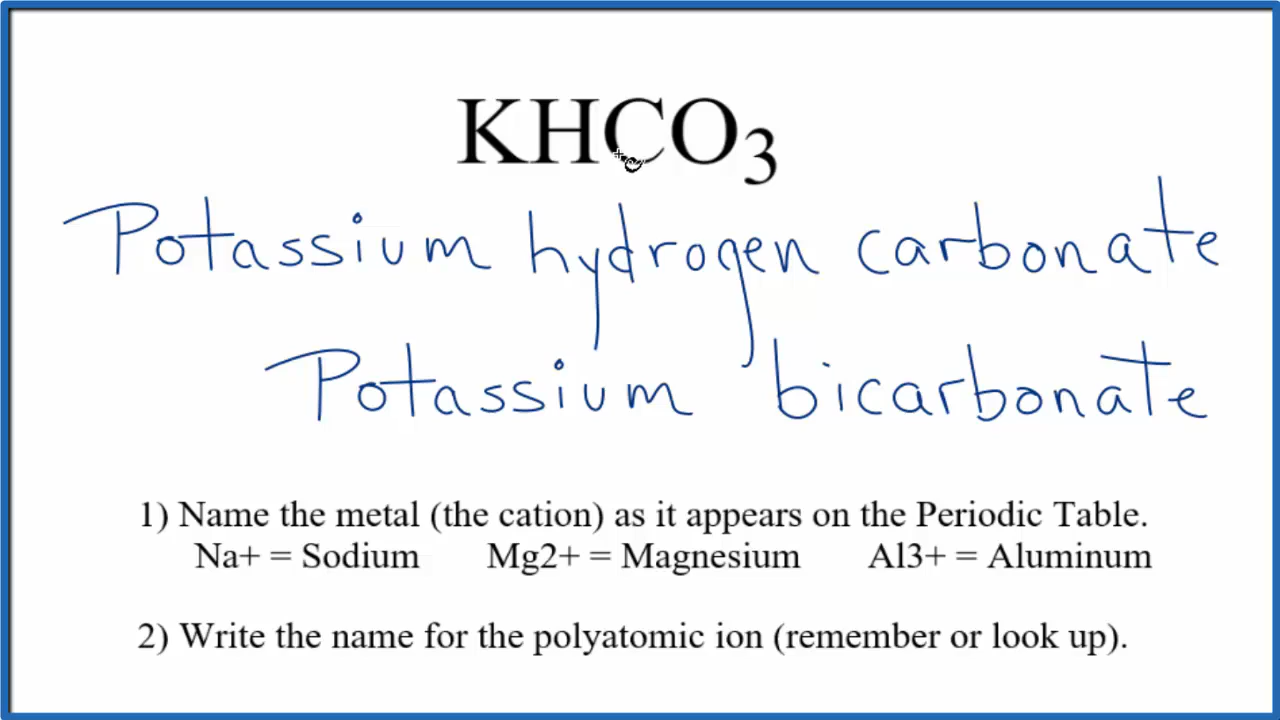 KHCO₃
Potassium hydrogen carbonate
Potassium bicarbonate
1) Name the metal (the cation) as it appears on the Periodic Table.
Na+ = Sodium Mg2+ = Magnesium Al3+ = Aluminum
2) Write the name for the polyatomic ion (remember or look up).